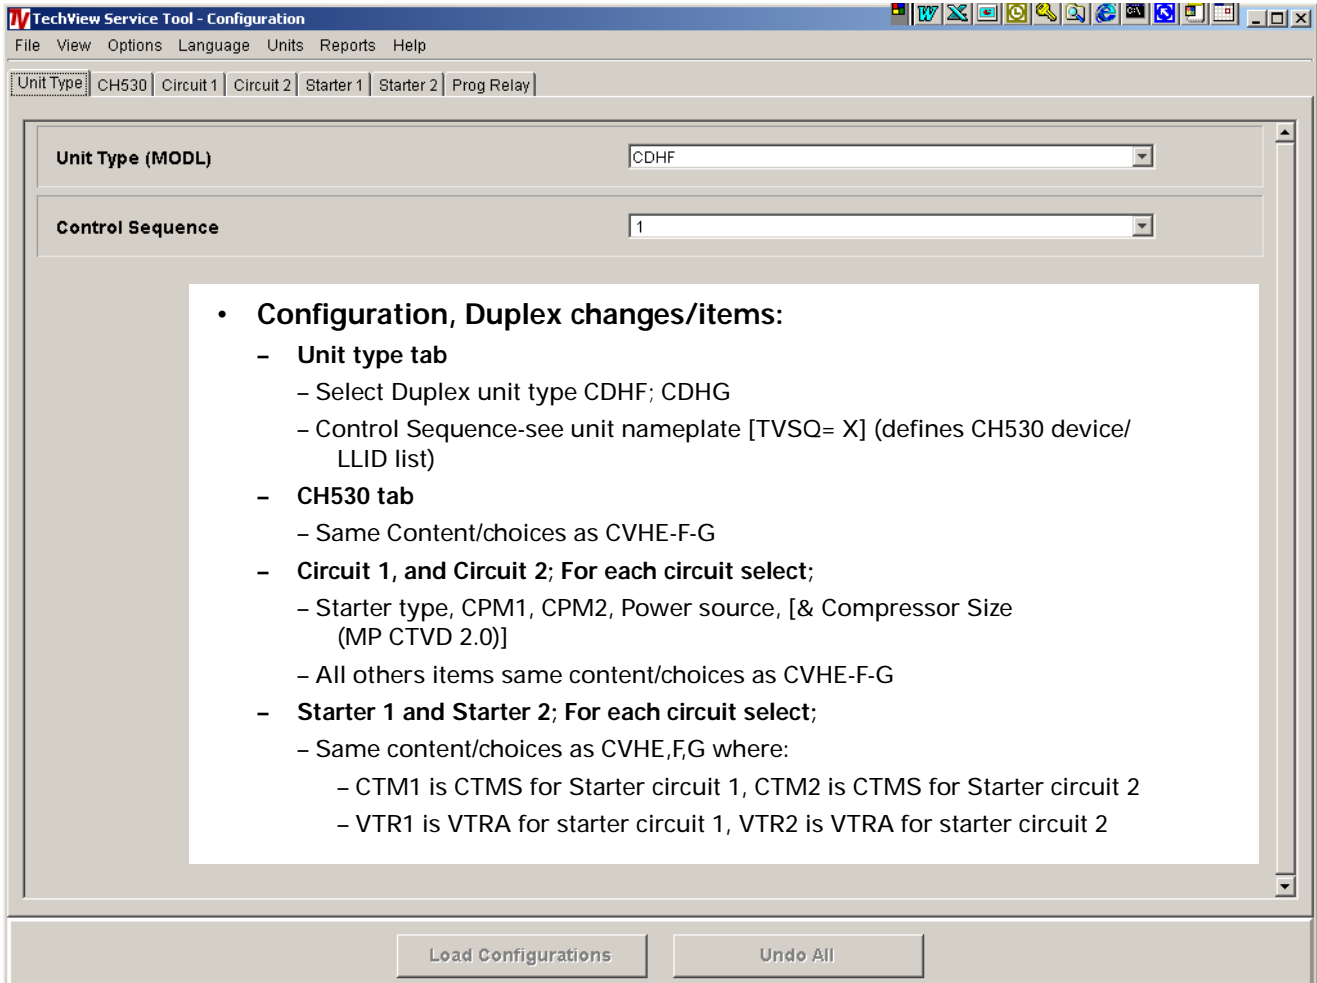 TechView Service Tool - Configuration
File View Options Language Units Reports Help
Unit Type CH530 Circuit 1 Circuit 2 Starter 1 Starter 2 Prog Relay
Unit Type (MODL) CDHF
Control Sequence 1
• Configuration, Duplex changes/items:
– Unit type tab
– Select Duplex unit type CDHF; CDHG
– Control Sequence-see unit nameplate [TVSQ= X] (defines CH530 device/
LLID list)
– CH530 tab
– Same Content/choices as CVHE-F-G
– Circuit 1, and Circuit 2; For each circuit select;
– Starter type, CPM1, CPM2, Power source, [& Compressor Size
(MP CTVD 2.0)]
– All others items same content/choices as CVHE-F-G
– Starter 1 and Starter 2; For each circuit select;
– Same content/choices as CVHE,F,G where:
– CTM1 is CTMS for Starter circuit 1, CTM2 is CTMS for Starter circuit 2
– VTR1 is VTRA for starter circuit 1, VTR2 is VTRA for starter circuit 2
Load Configurations Undo All